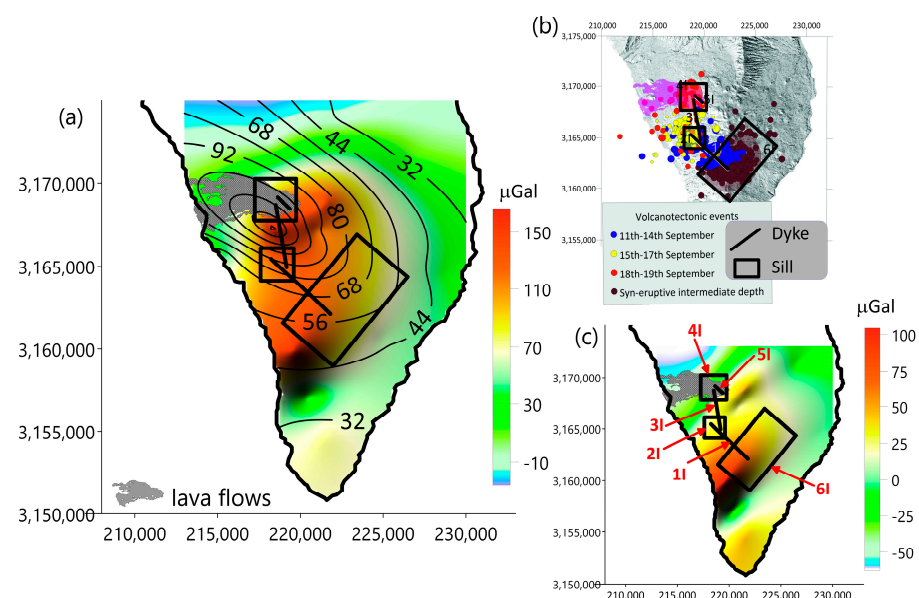 (a)
3,170,000
3,165,000
3,160,000
3,155,000
3,150,000
210,000
215,000
220,000
225,000
230,000
68
44
92
32
80
68
56
44
32
lava flows
µGal
150
110
70
30
-10
(b)
210,000
215,000
220,000
225,000
230,000
3,175,000
3,170,000
3,165,000
3,160,000
3,155,000
Volcanotectonic events
11th-14th September
15th-17th September
18th-19th September
Syn-eruptive intermediate depth
Dyke
Sill
(c)
3,170,000
3,165,000
3,160,000
3,155,000
3,150,000
210,000
215,000
220,000
225,000
230,000
4I
5I
3I
2I
1I
6I
µGal
100
75
50
25
0
-25
-50